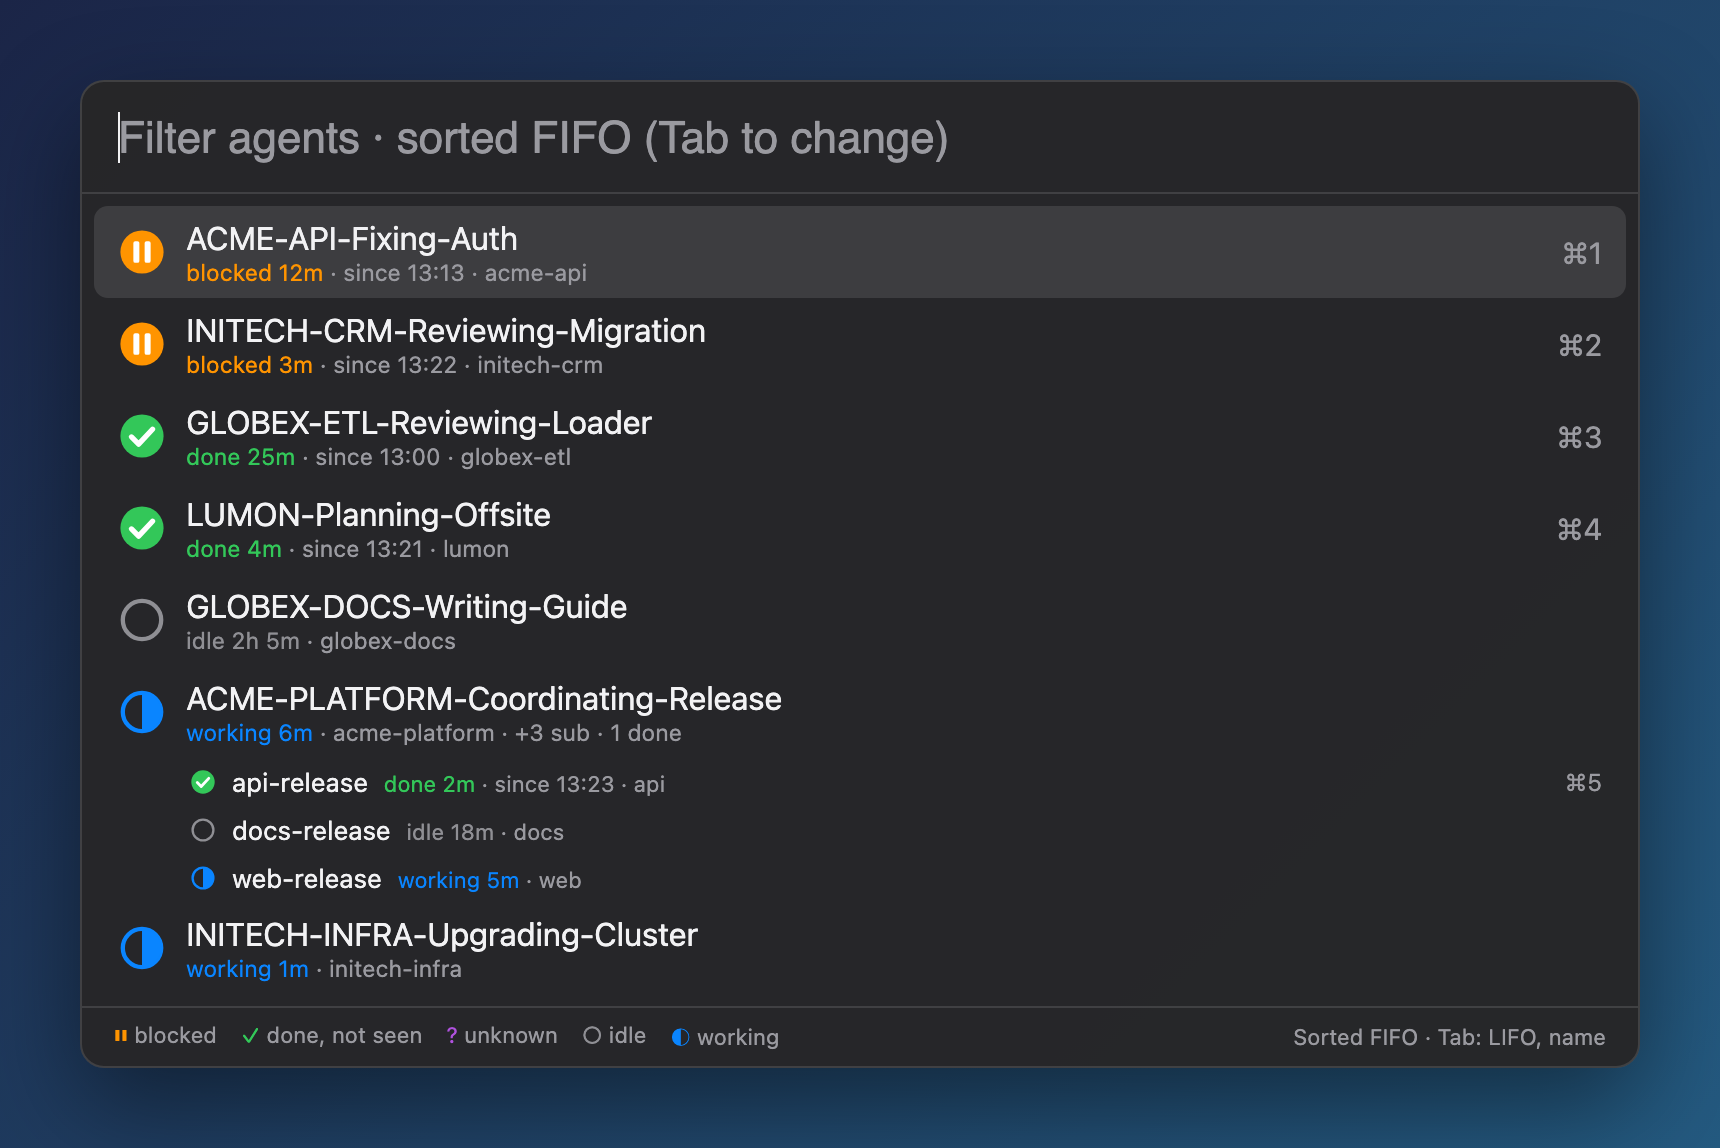 Filter agents · sorted FIFO (Tab to change)
ACME-API-Fixing-Auth
blocked 12m · since 13:13 · acme-api
⌘1
INITECH-CRM-Reviewing-Migration
blocked 3m · since 13:22 · initech-crm
⌘2
GLOBEX-ETL-Reviewing-Loader
done 25m · since 13:00 · globex-etl
⌘3
LUMON-Planning-Offsite
done 4m · since 13:21 · lumon
⌘4
GLOBEX-DOCS-Writing-Guide
idle 2h 5m · globex-docs
ACME-PLATFORM-Coordinating-Release
working 6m · acme-platform · +3 sub · 1 done
api-release done 2m · since 13:23 · api ⌘5
docs-release idle 18m · docs
web-release working 5m · web
INITECH-INFRA-Upgrading-Cluster
working 1m · initech-infra
blocked ✓ done, not seen ? unknown idle working Sorted FIFO · Tab: LIFO, name